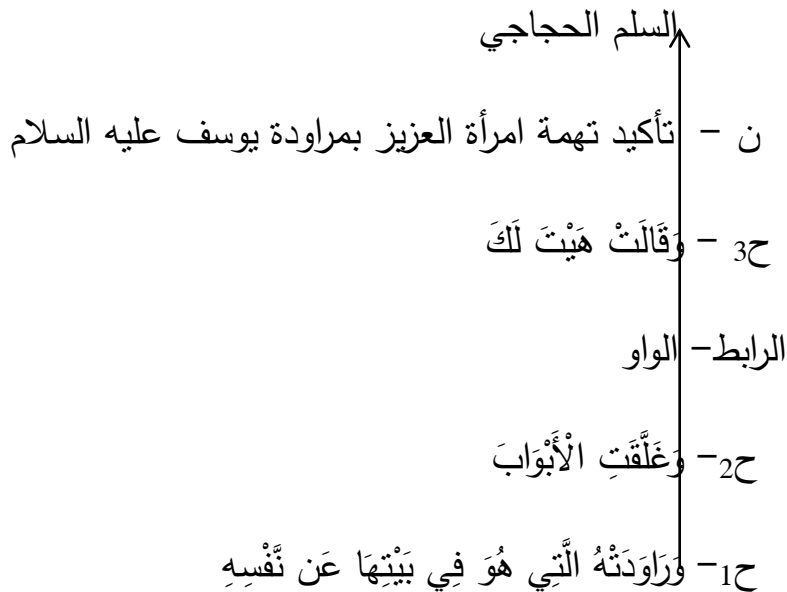 السلم الحجاجي
ن – تأكيد تهمة امرأة العزيز بمراودة يوسف عليه السلام
ح3 – وَقَالَتْ هَيْتَ لَكَ
الرابط– الواو
ح2– وَغَلَّقَتِ الْأَبْوَابَ
ح1– وَرَاوَدَتْهُ الَّتِي هُوَ فِي بَيْتِهَا عَن نَّفْسِهِ